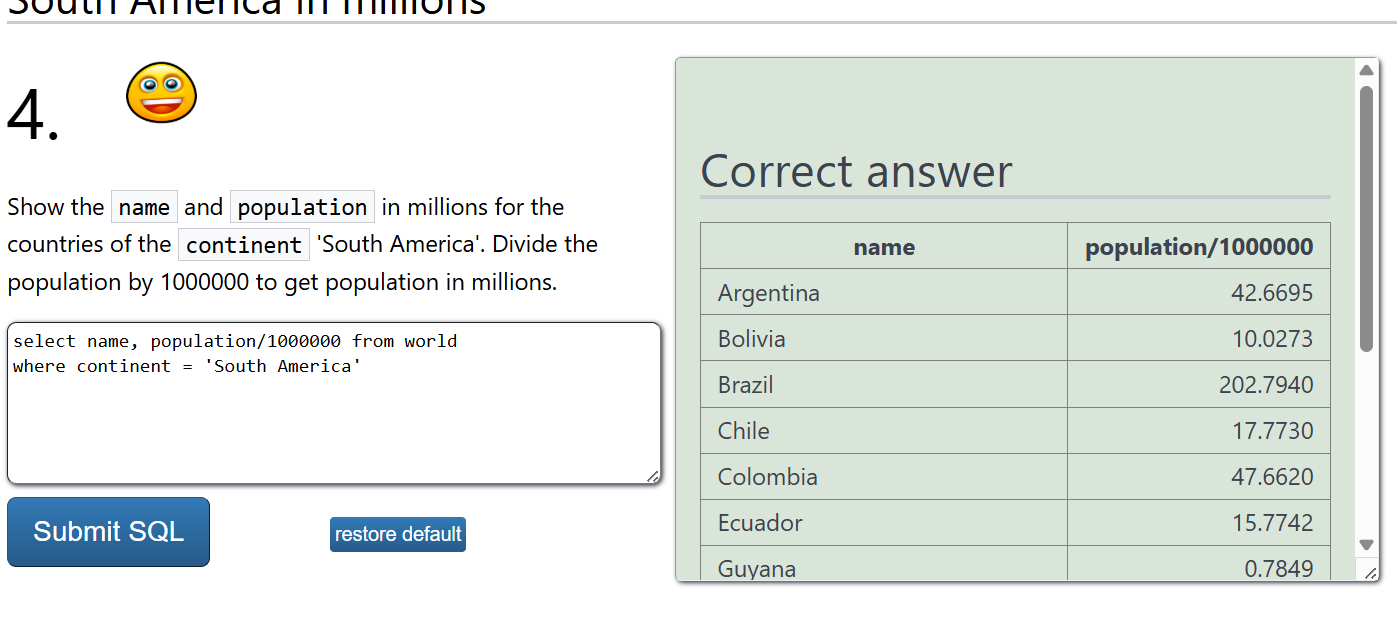 South America in millions
4.
Show the name and population in millions for the
countries of the continent 'South America'. Divide the
population by 1000000 to get population in millions.
select name, population/1000000 from world
where continent = 'South America'
Submit SQL
restore default
Correct answer
name population/1000000
Argentina 42.6695
Bolivia 10.0273
Brazil 202.7940
Chile 17.7730
Colombia 47.6620
Ecuador 15.7742
Guyana 0.7849